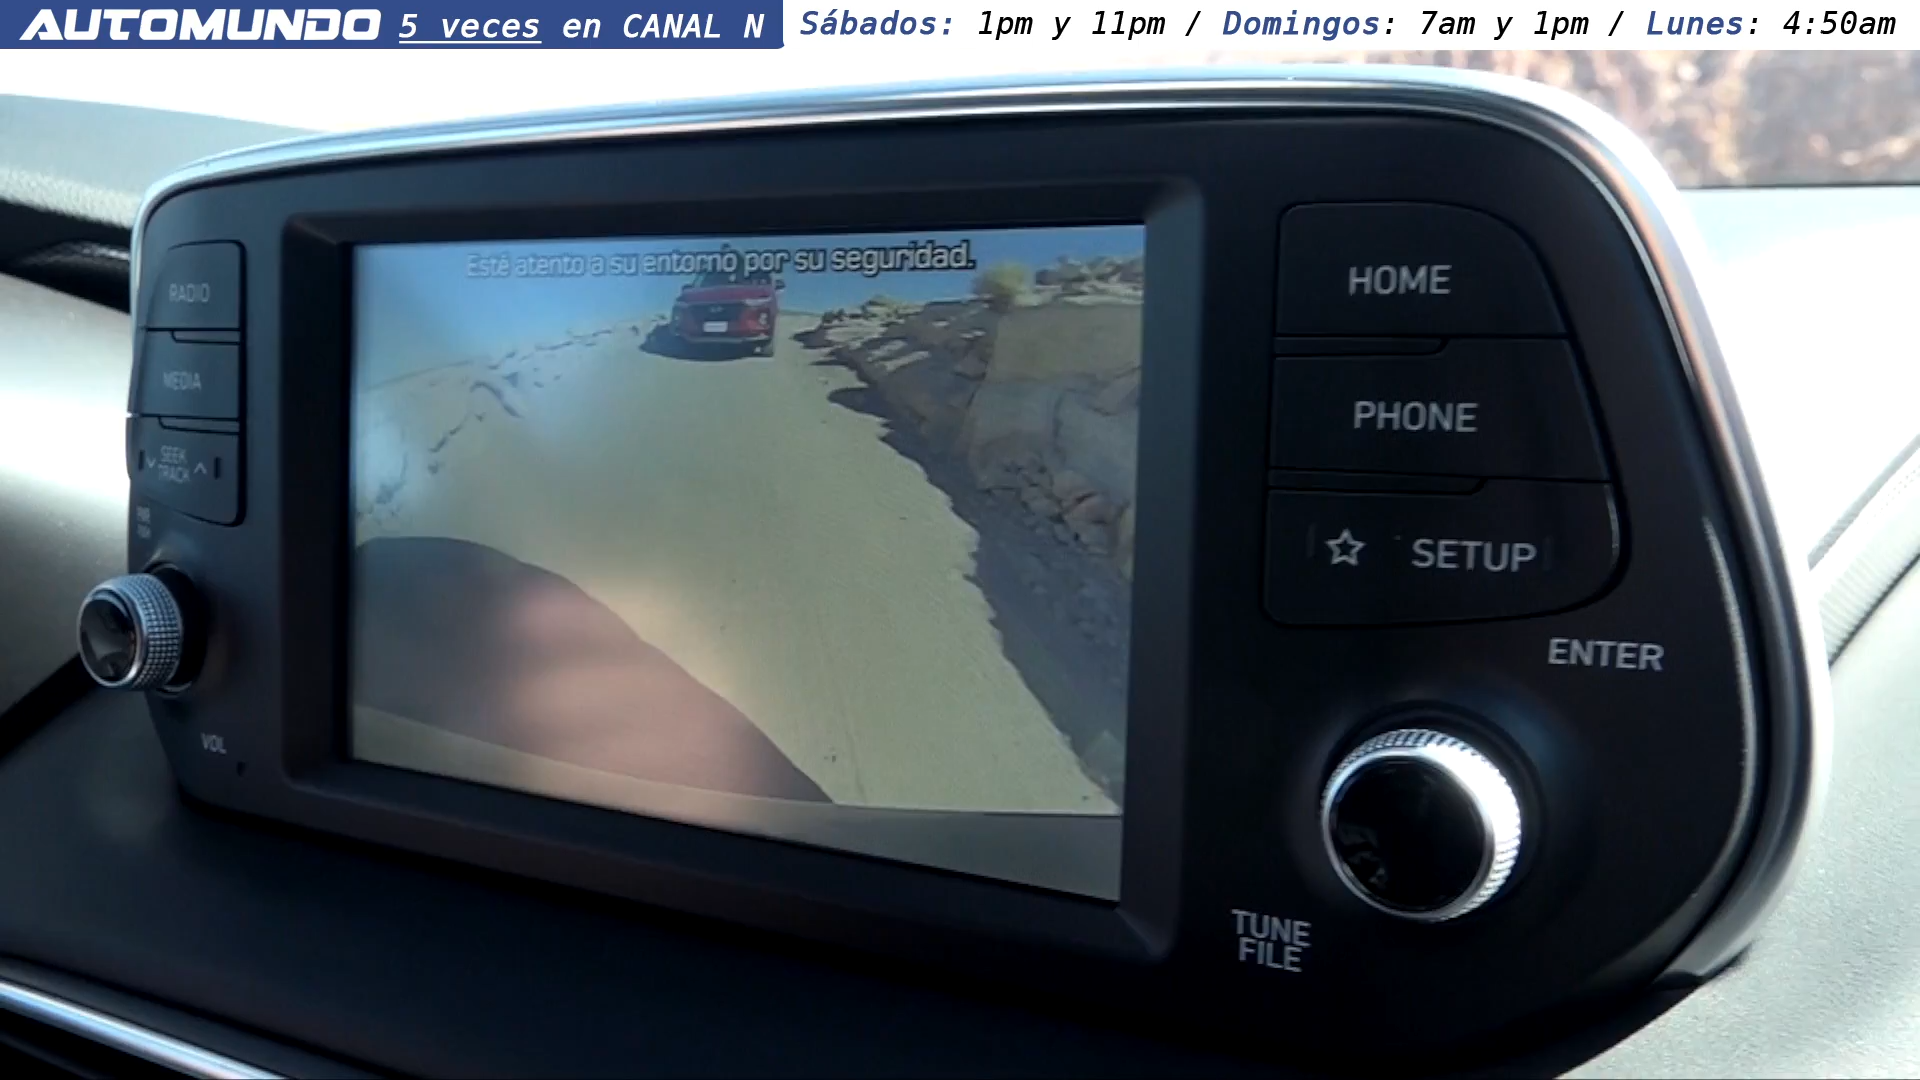 AUTOMUNDO 5 veces en CANAL N Sábados: 1pm y 11pm / Domingos: 7am y 1pm / Lunes: 4:50am
Esté atento a su entorno por su seguridad.
RADIO
MEDIA
SEEK
TRACK
VOL
HOME
PHONE
SETUP
ENTER
TUNE
FILE